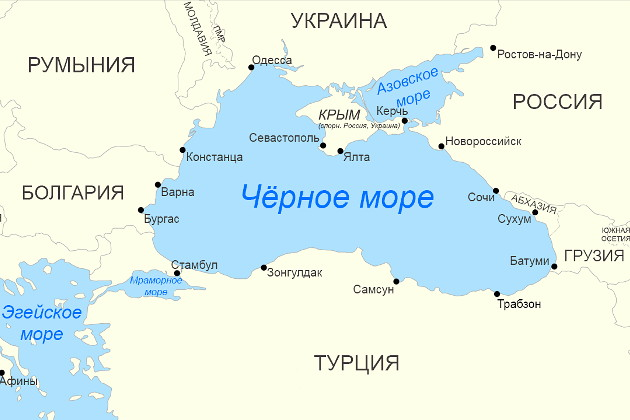 УКРАИНА
МОЛДАВИЯ
ПМР
Одесса
РУМЫНИЯ
Ростов-на-Дону
Азовское
море
РОССИЯ
КРЫМ
(спорн. Россия, Украина)
Керчь
Севастополь
Ялта
Новороссийск
Констанца
БОЛГАРИЯ
Варна
Бургас
Чёрное море
Сочи
АБХАЗИЯ
Сухум
ЮЖНАЯ
ОСЕТИЯ
Батуми
ГРУЗИЯ
Стамбул
Зонгулдак
Мраморное
море
Самсун
Трабзон
Эгейское
море
ТУРЦИЯ
Афины